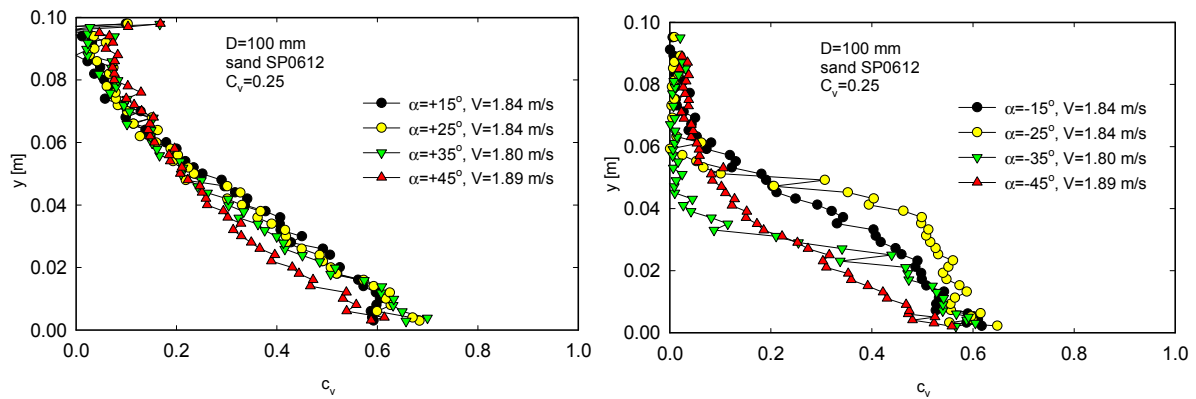 D=100 mm
sand SP0612
Cv=0.25
α=+15°, V=1.84 m/s
α=+25°, V=1.84 m/s
α=+35°, V=1.80 m/s
α=+45°, V=1.89 m/s
y [m]
0.10
0.08
0.06
0.04
0.02
0.00
0.0 0.2 0.4 0.6 0.8 1.0
cv
D=100 mm
sand SP0612
Cv=0.25
α=-15°, V=1.84 m/s
α=-25°, V=1.84 m/s
α=-35°, V=1.80 m/s
α=-45°, V=1.89 m/s
y [m]
0.10
0.08
0.06
0.04
0.02
0.00
0.0 0.2 0.4 0.6 0.8 1.0
cv